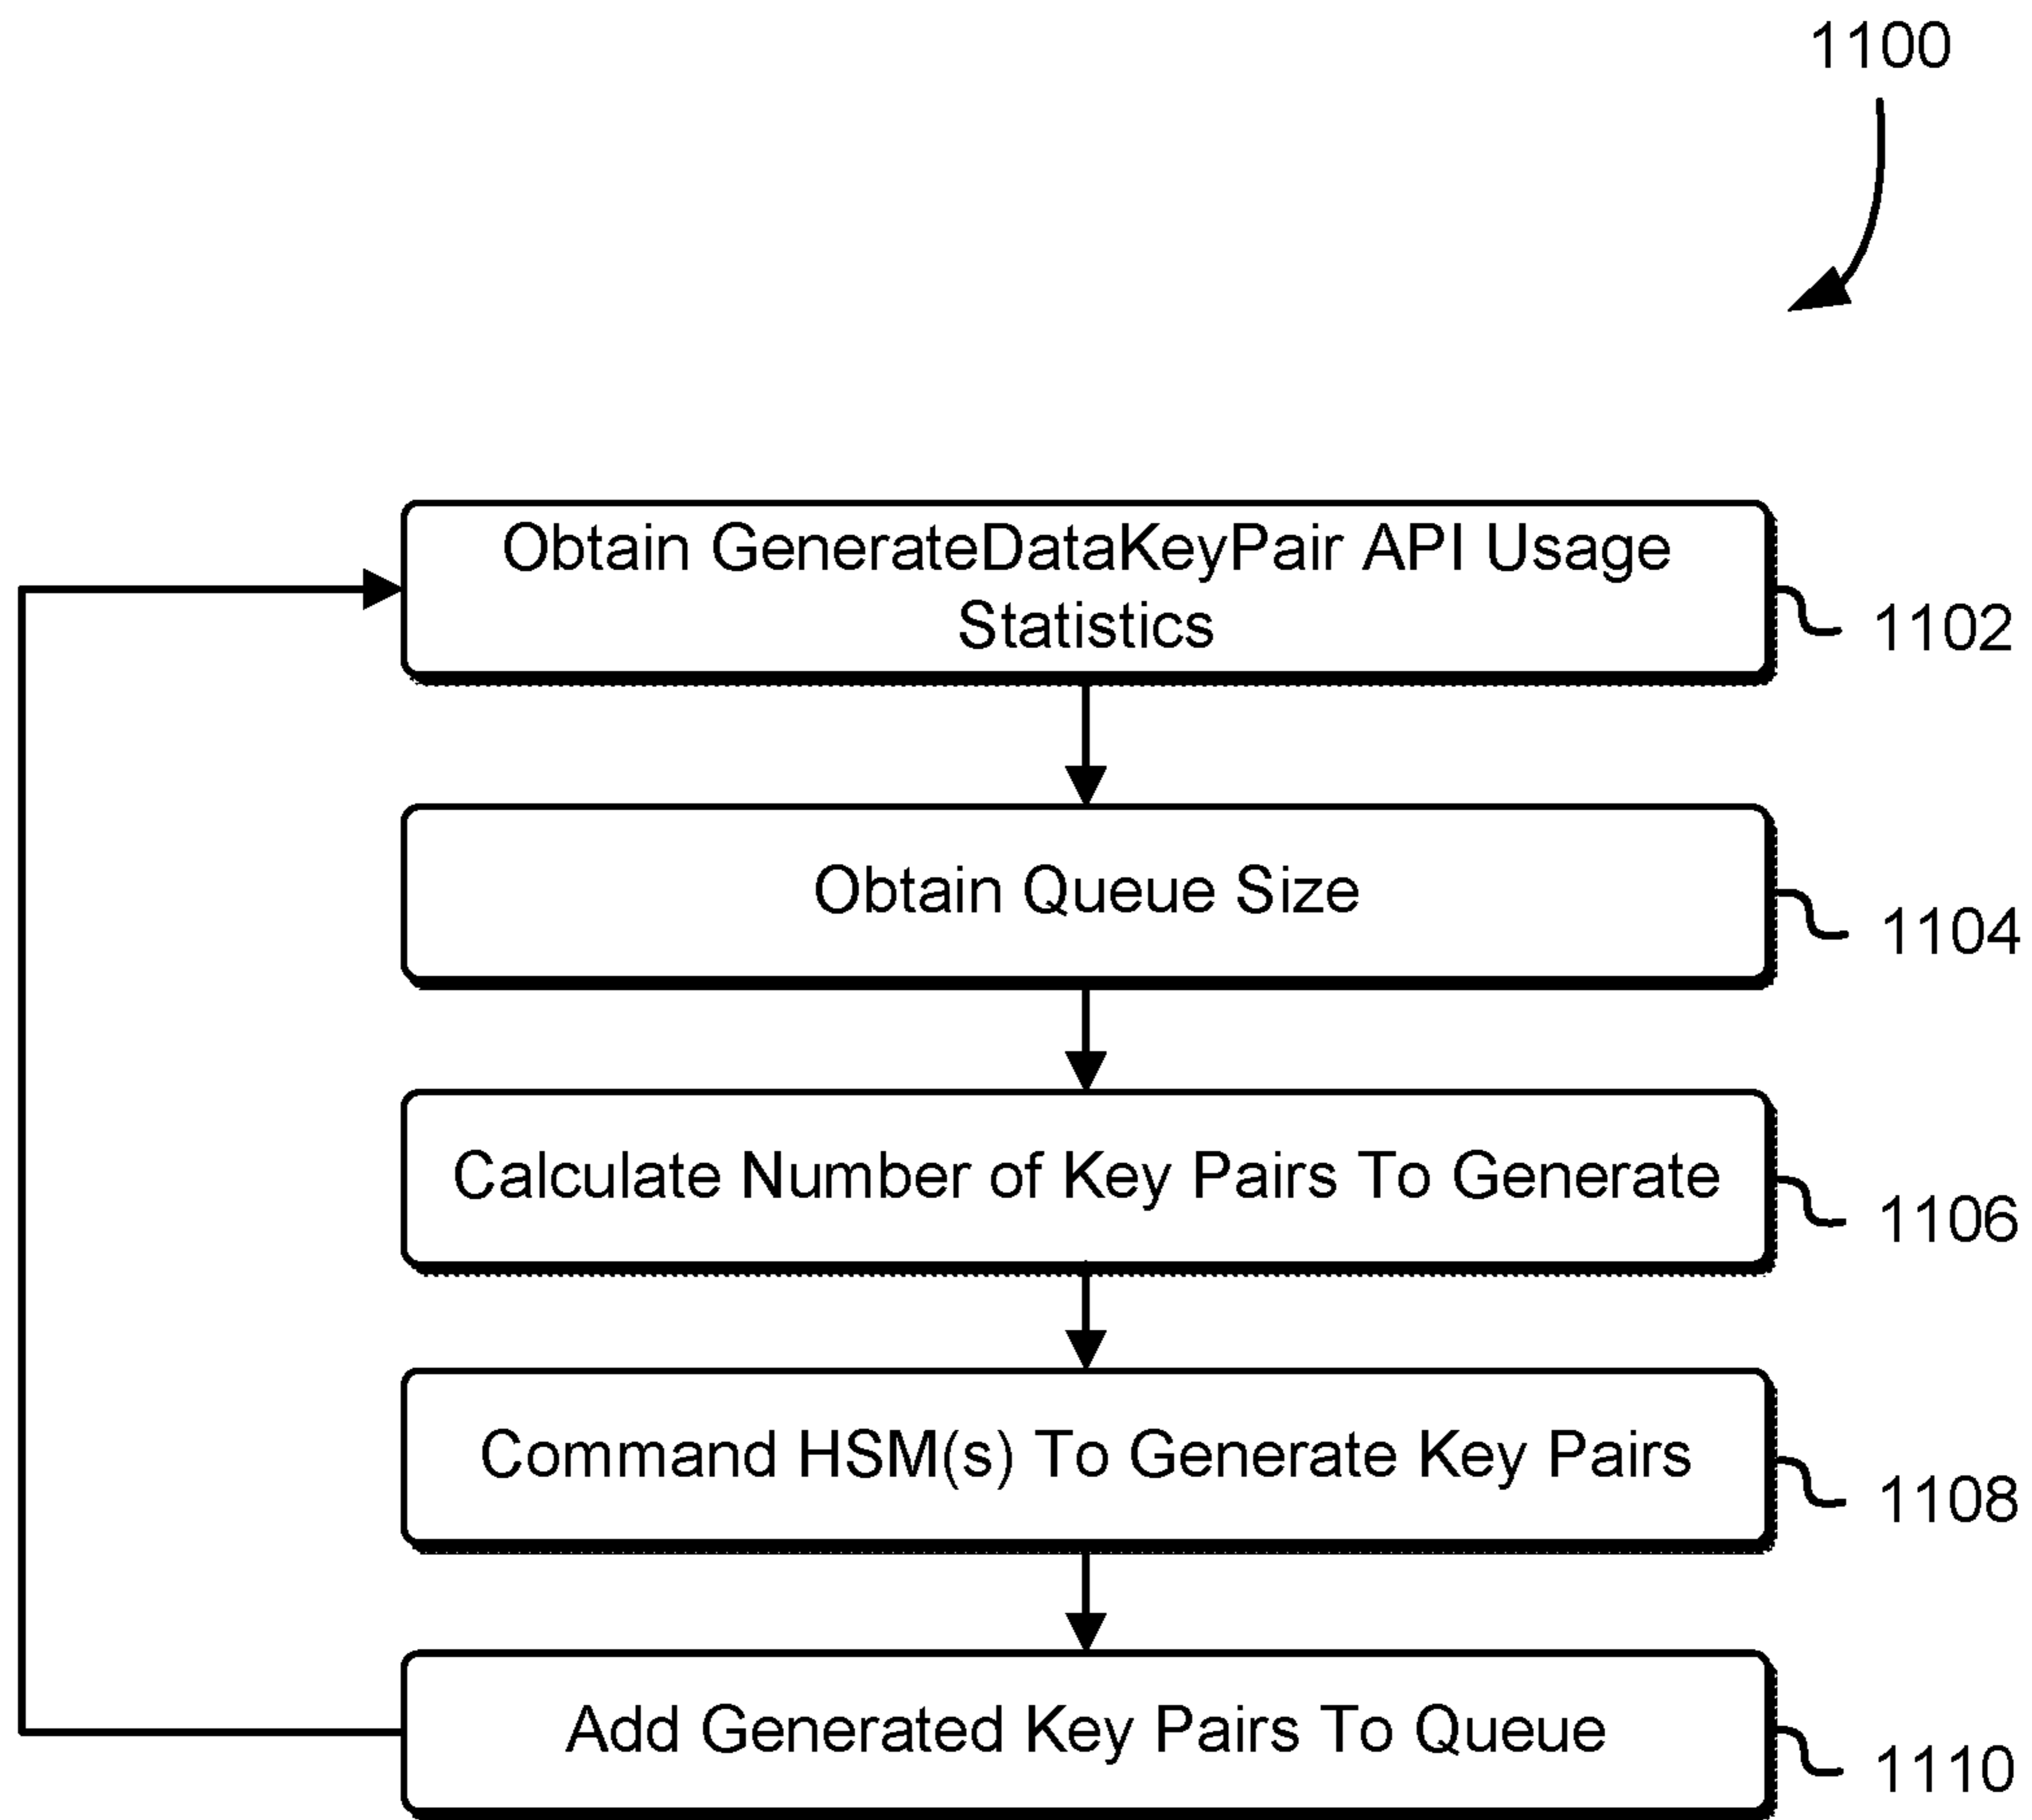 1100
Obtain GenerateDataKeyPair API Usage
Statistics
1102
Obtain Queue Size
1104
Calculate Number of Key Pairs To Generate
1106
Command HSM(s) To Generate Key Pairs
1108
Add Generated Key Pairs To Queue
1110